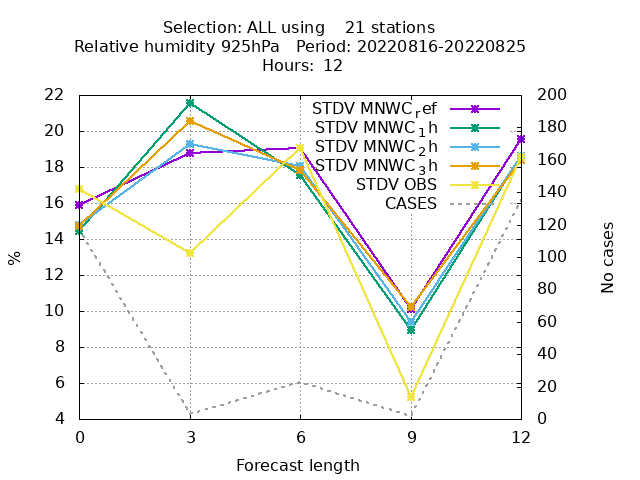 Selection: ALL using    21 stations
Relative humidity 925hPa   Period: 20220816-20220825
Hours: 12
22
20
18
16
14
12
10
8
6
4
200
180
160
140
120
100
80
60
40
20
0
%
No cases
STDV MNWC_ref
STDV MNWC_1h
STDV MNWC_2h
STDV MNWC_3h
STDV OBS
CASES
0 3 6 9 12
Forecast length